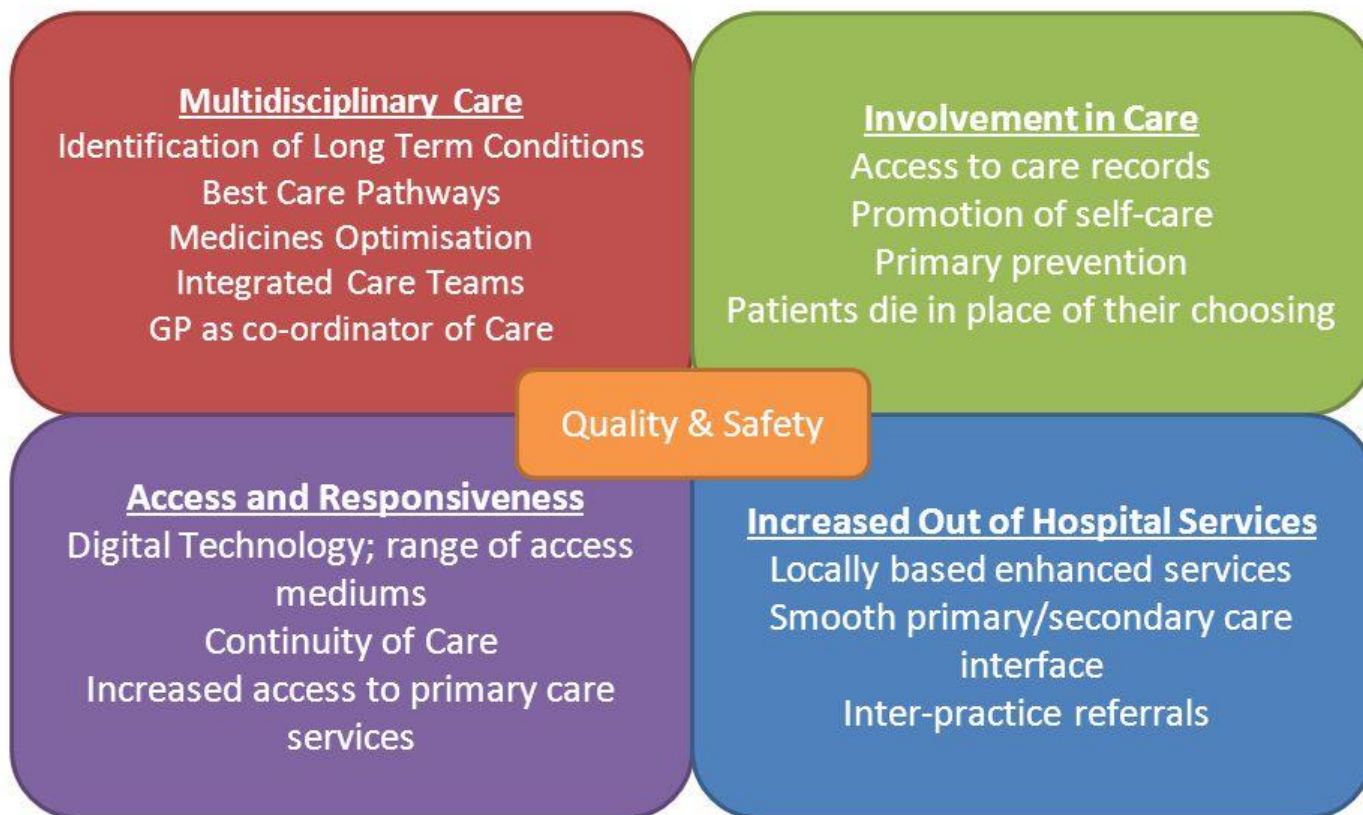 Multidisciplinary Care
Identification of Long Term Conditions
Best Care Pathways
Medicines Optimisation
Integrated Care Teams
GP as co-ordinator of Care
Involvement in Care
Access to care records
Promotion of self-care
Primary prevention
Patients die in place of their choosing
Quality & Safety
Access and Responsiveness
Digital Technology; range of access
mediums
Continuity of Care
Increased access to primary care
services
Increased Out of Hospital Services
Locally based enhanced services
Smooth primary/secondary care
interface
Inter-practice referrals